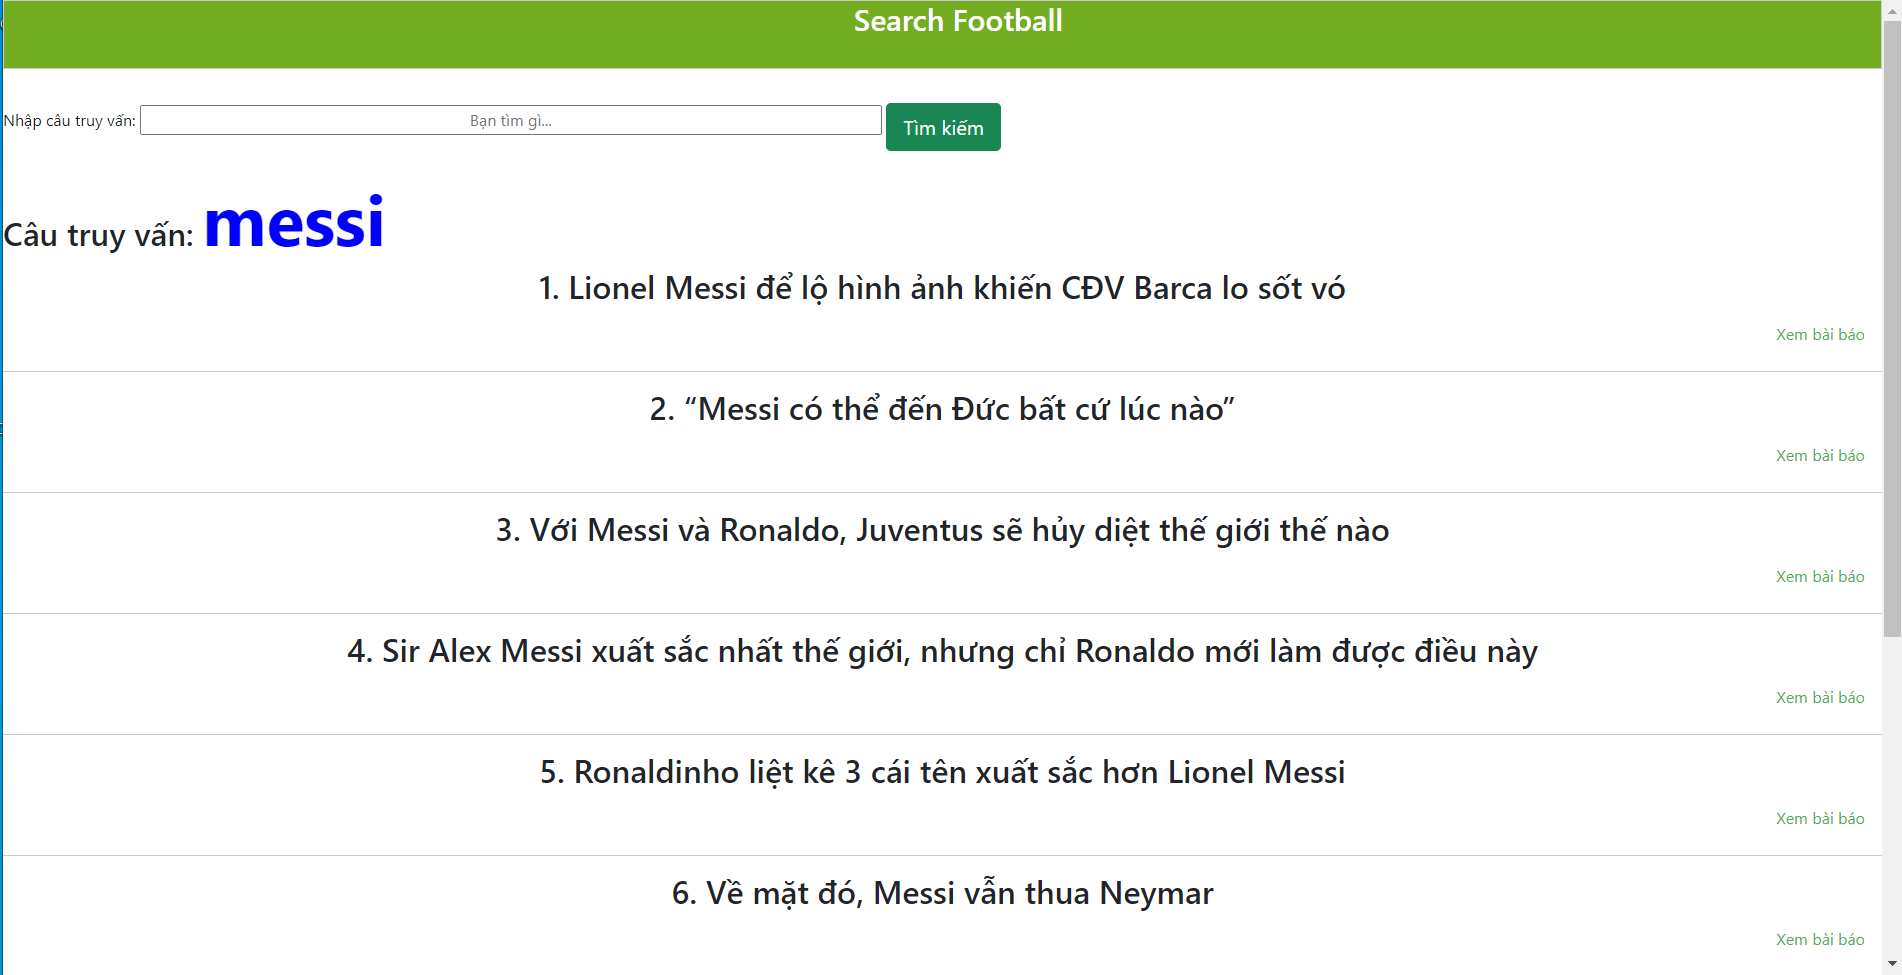 Search Football
Nhập câu truy vấn: Bạn tìm gì... Tìm kiếm
Câu truy vấn: messi
1. Lionel Messi để lộ hình ảnh khiến CĐV Barca lo sốt vó
Xem bài báo
2. “Messi có thể đến Đức bất cứ lúc nào”
Xem bài báo
3. Với Messi và Ronaldo, Juventus sẽ hủy diệt thế giới thế nào
Xem bài báo
4. Sir Alex Messi xuất sắc nhất thế giới, nhưng chỉ Ronaldo mới làm được điều này
Xem bài báo
5. Ronaldinho liệt kê 3 cái tên xuất sắc hơn Lionel Messi
Xem bài báo
6. Về mặt đó, Messi vẫn thua Neymar
Xem bài báo